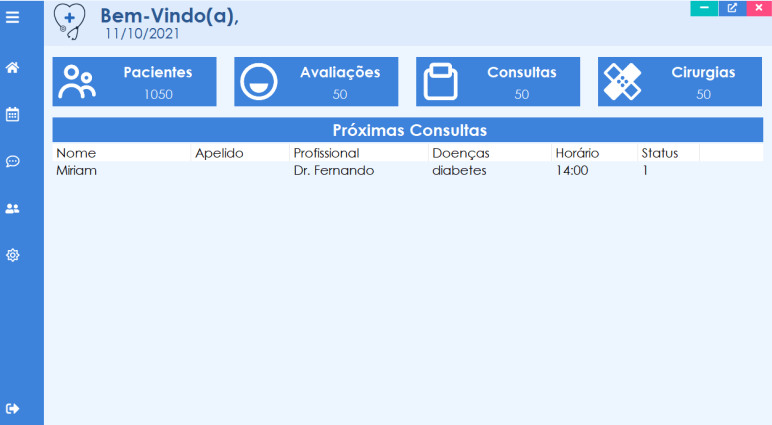 Bem-Vindo(a),
11/10/2021
Pacientes
1050
Avaliações
50
Consultas
50
Cirurgias
50
Próximas Consultas
Nome Apelido Profissional Doenças Horário Status
Miriam Dr. Fernando diabetes 14:00 1